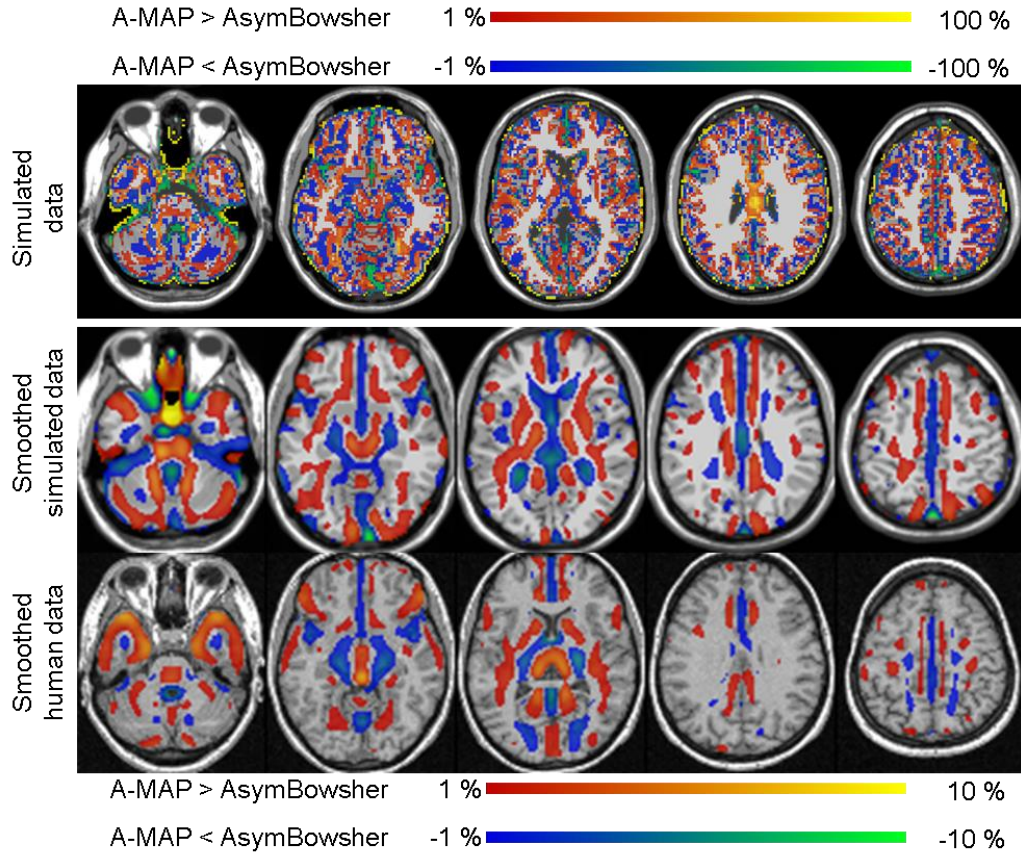 A-MAP > AsymBowsher 1 % 100 %
A-MAP < AsymBowsher -1 % -100 %
Simulated
data
Smoothed
simulated data
Smoothed
human data
A-MAP > AsymBowsher 1 % 10 %
A-MAP < AsymBowsher -1 % -10 %